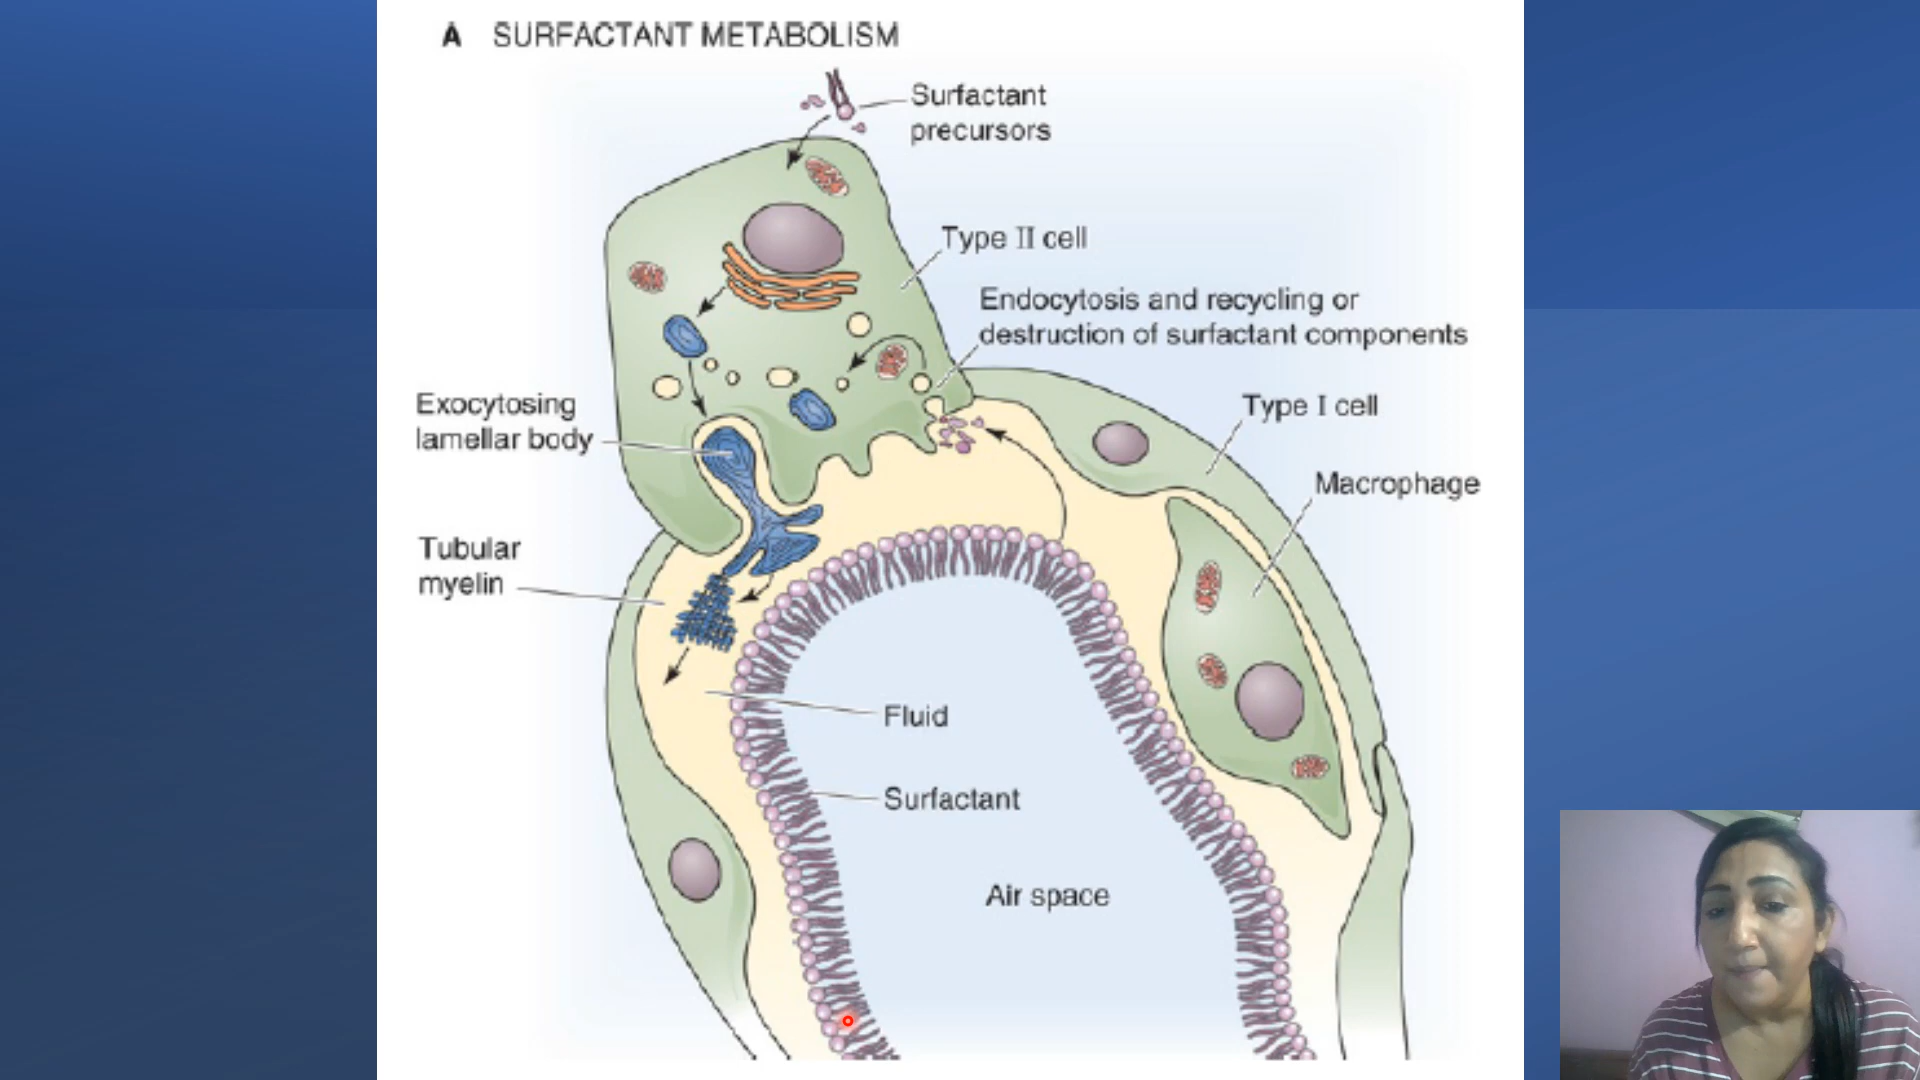 A SURFACTANT METABOLISM
Surfactant
precursors
Type II cell
Endocytosis and recycling or
destruction of surfactant components
Exocytosing
lamellar body
Type I cell
Macrophage
Tubular
myelin
Fluid
Surfactant
Air space